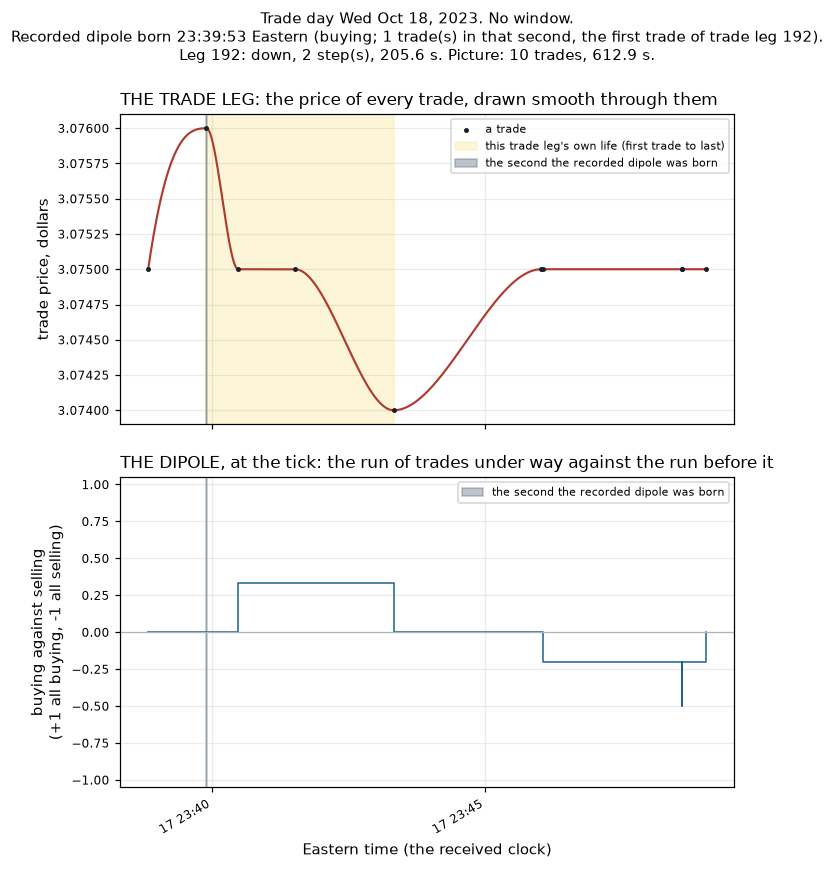 Trade day Wed Oct 18, 2023. No window.
Recorded dipole born 23:39:53 Eastern (buying; 1 trade(s) in that second, the first trade of trade leg 192).
Leg 192: down, 2 step(s), 205.6 s. Picture: 10 trades, 612.9 s.
THE TRADE LEG: the price of every trade, drawn smooth through them
a trade
this trade leg's own life (first trade to last)
the second the recorded dipole was born
3.07600
3.07575
3.07550
3.07525
3.07500
3.07475
3.07450
3.07425
3.07400
trade price, dollars
THE DIPOLE, at the tick: the run of trades under way against the run before it
the second the recorded dipole was born
1.00
0.75
0.50
0.25
0.00
−0.25
−0.50
−0.75
−1.00
buying against selling
(+1 all buying, -1 all selling)
17 23:40
17 23:45
Eastern time (the received clock)